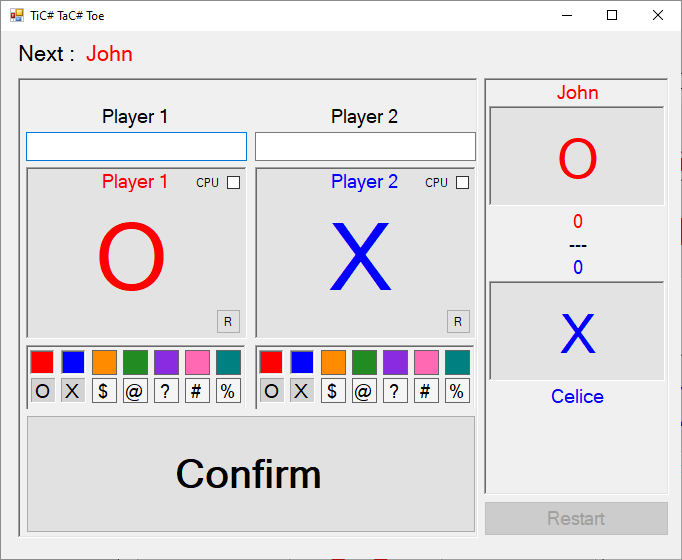 TiC# TaC# Toe
Next : John
Player 1
Player 2
Player 1 CPU
O
R
Player 2 CPU
X
R
O X $ @ ? # %
O X $ @ ? # %
Confirm
John
O
0
---
0
X
Celice
Restart